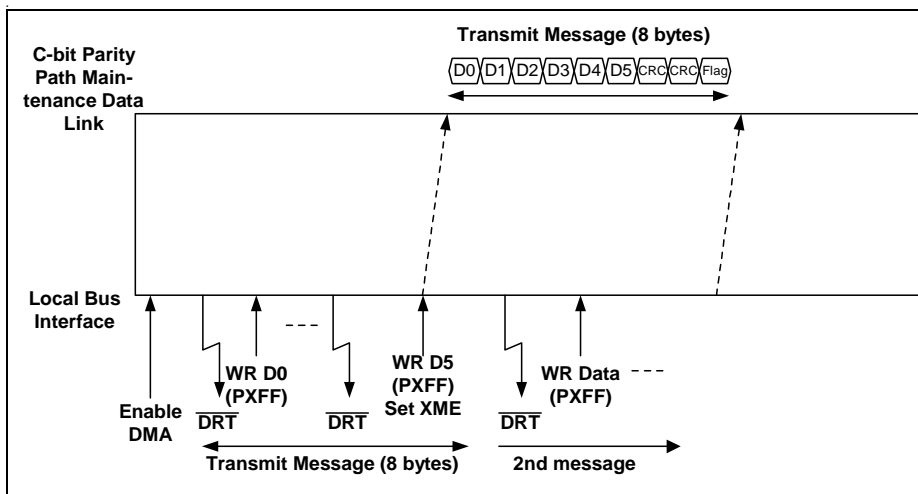 Transmit Message (8 bytes)
C-bit Parity
Path Main-
tenance Data
Link
D0 D1 D2 D3 D4 D5 CRC CRC Flag
Local Bus
Interface
Enable
DMA
DRT
WR D0
(PXFF)
----
DRT
WR D5
(PXFF)
Set XME
DRT
WR Data
(PXFF)
---
Transmit Message (8 bytes)
2nd message